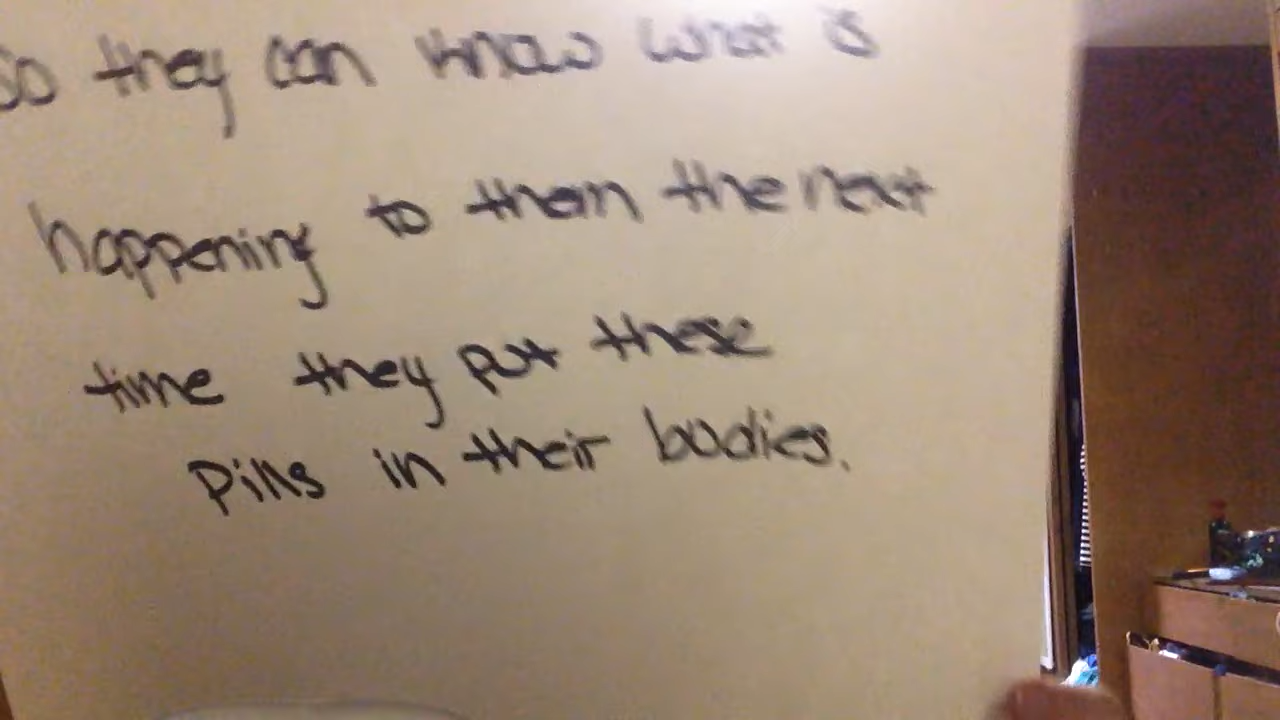 so they can know what is
happening to them the next
time they put these
Pills in their bodies.